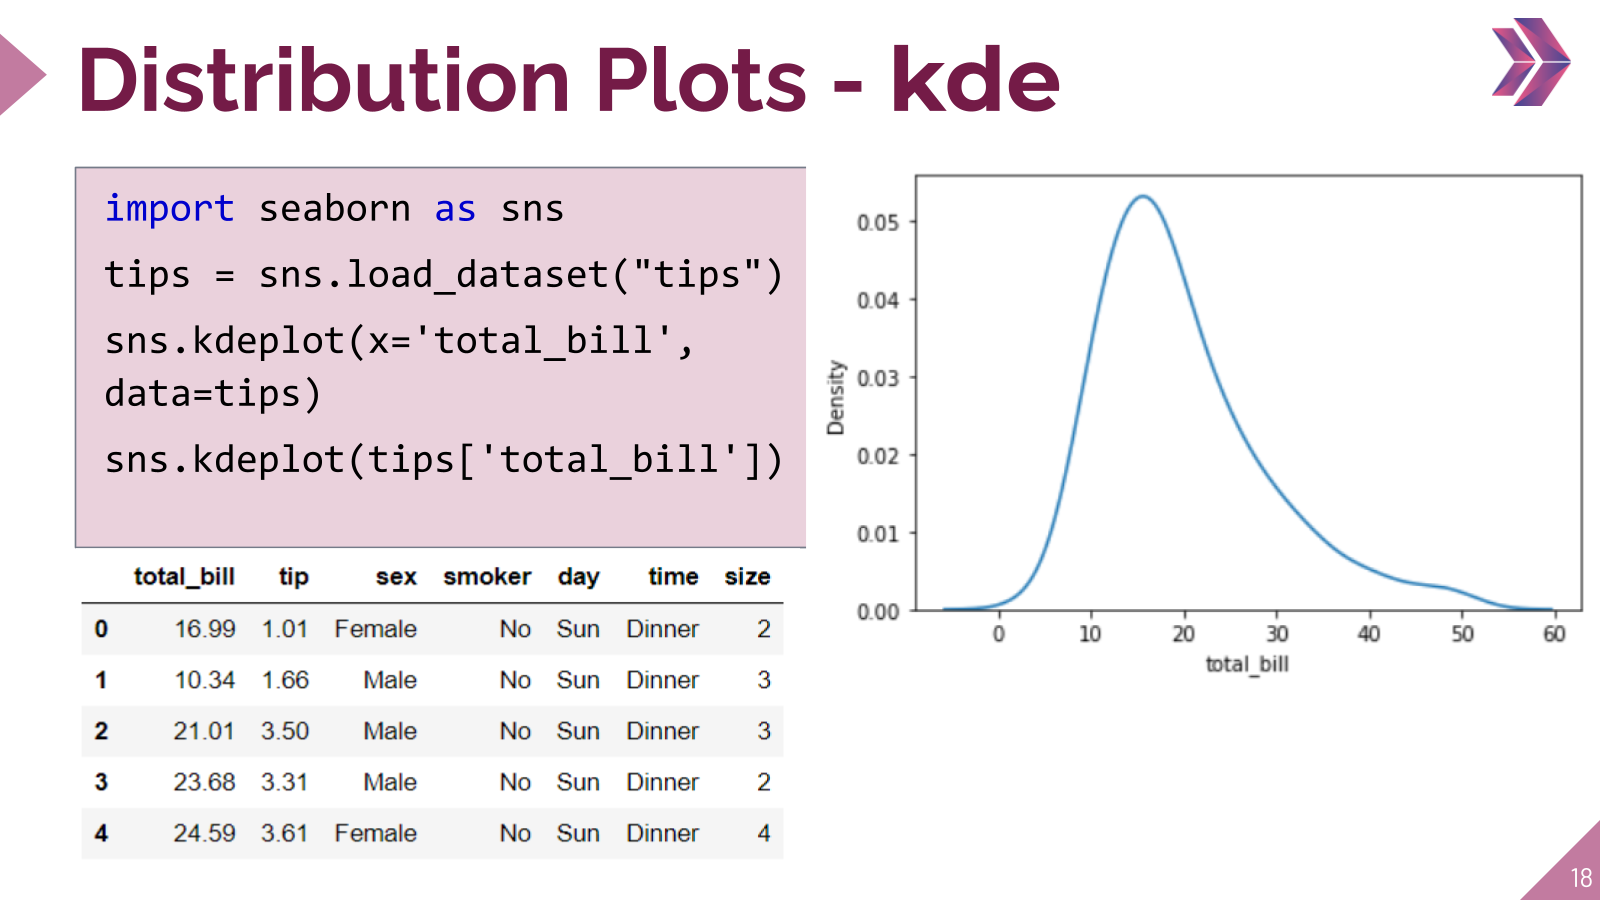 Distribution Plots - kde
import seaborn as sns
tips = sns.load_dataset("tips")
sns.kdeplot(x='total_bill',
data=tips)
sns.kdeplot(tips['total_bill'])
total_bill tip sex smoker day time size
0 16.99 1.01 Female No Sun Dinner 2
1 10.34 1.66 Male No Sun Dinner 3
2 21.01 3.50 Male No Sun Dinner 3
3 23.68 3.31 Male No Sun Dinner 2
4 24.59 3.61 Female No Sun Dinner 4
Density
0.05
0.04
0.03
0.02
0.01
0.00
0 10 20 30 40 50 60
total_bill
18